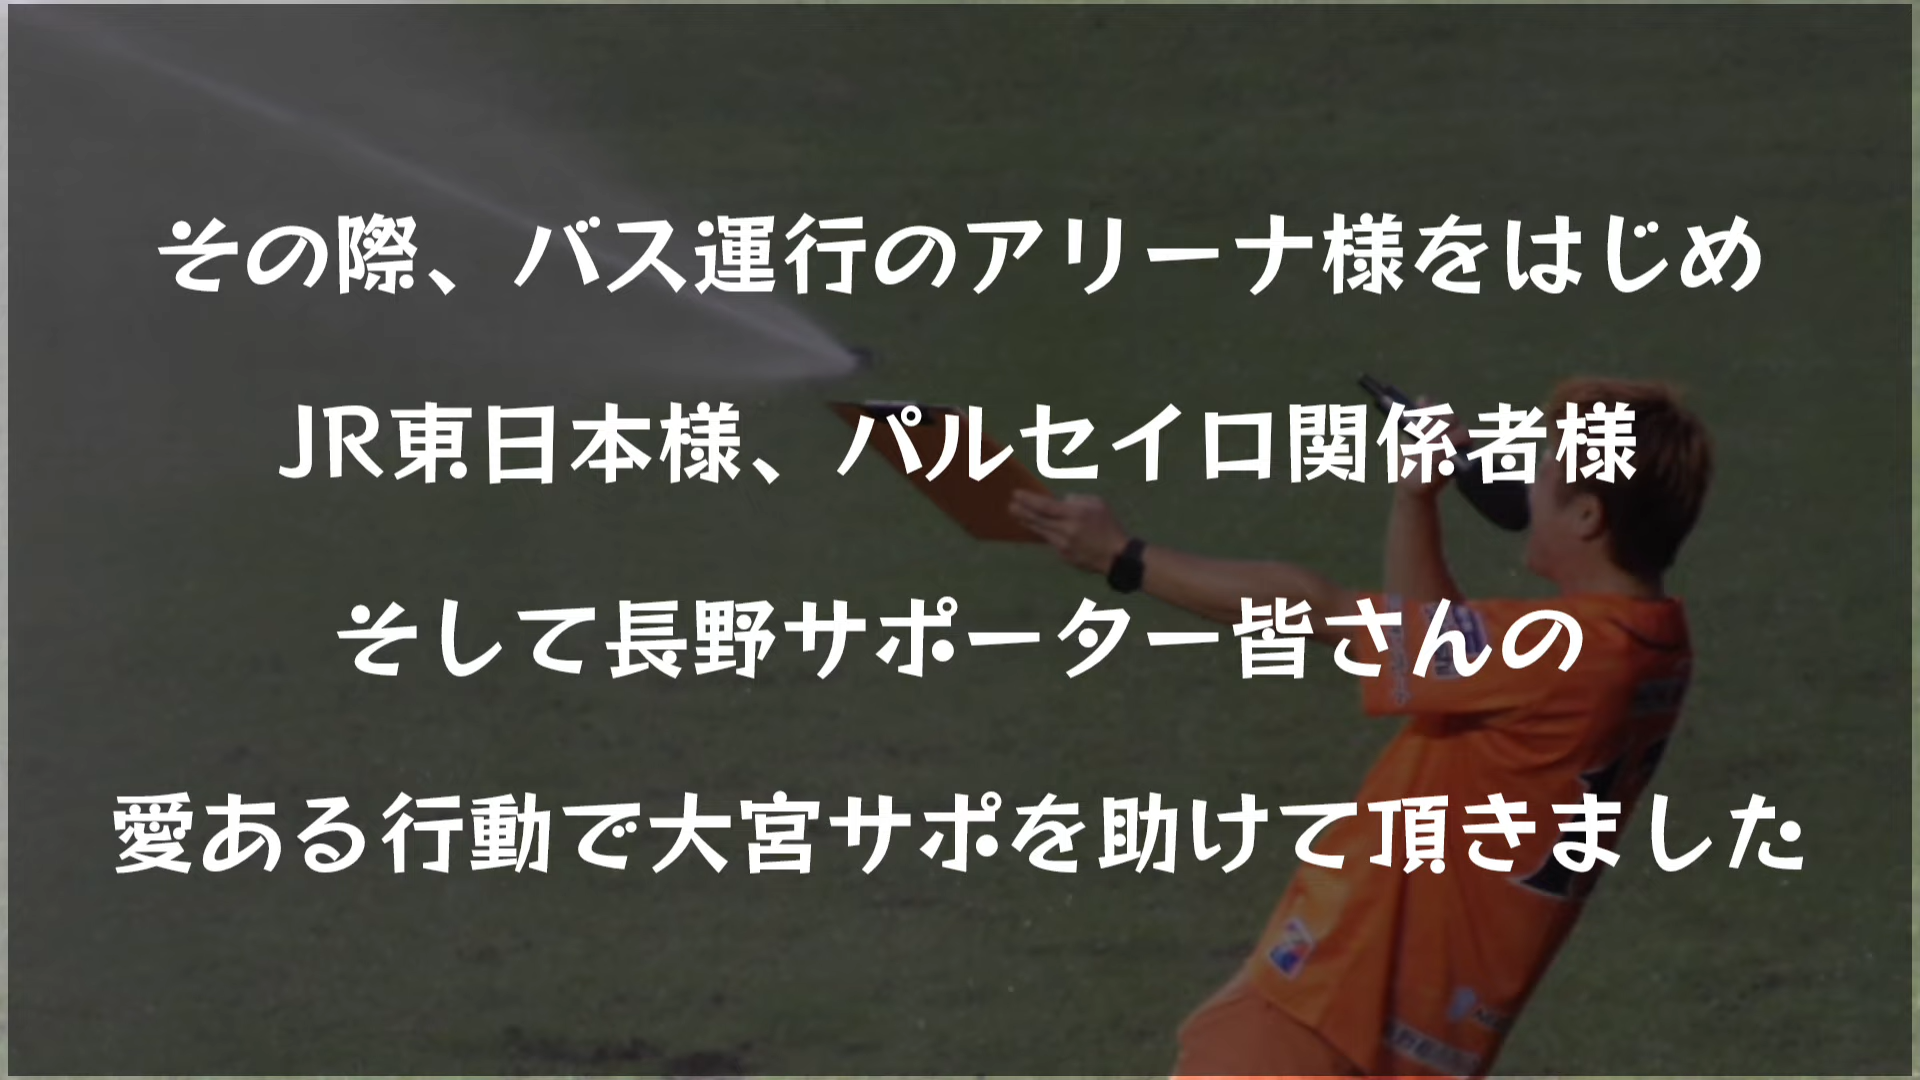 その際、バス運行のアリーナ様をはじめ
JR東日本様、パルセイロ関係者様
そして長野サポーター皆さんの
愛ある行動で大宮サポを助けて頂きました